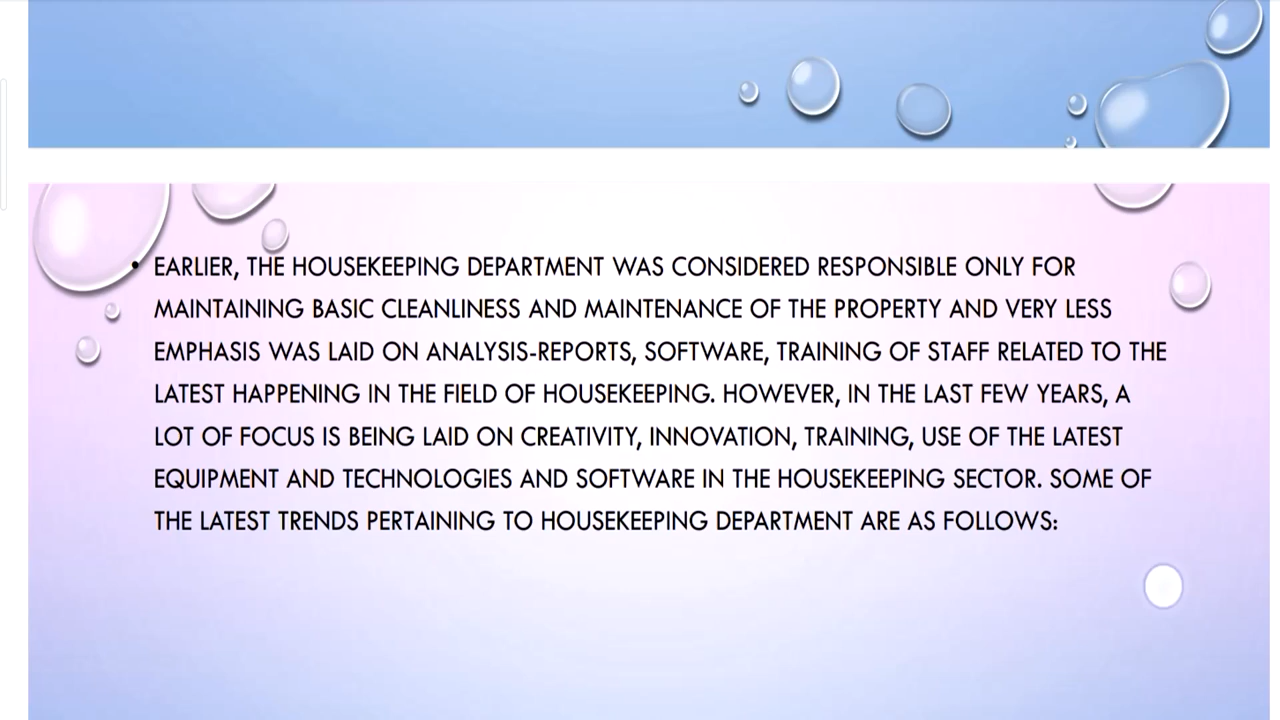 • EARLIER, THE HOUSEKEEPING DEPARTMENT WAS CONSIDERED RESPONSIBLE ONLY FOR
MAINTAINING BASIC CLEANLINESS AND MAINTENANCE OF THE PROPERTY AND VERY LESS
EMPHASIS WAS LAID ON ANALYSIS-REPORTS, SOFTWARE, TRAINING OF STAFF RELATED TO THE
LATEST HAPPENING IN THE FIELD OF HOUSEKEEPING. HOWEVER, IN THE LAST FEW YEARS, A
LOT OF FOCUS IS BEING LAID ON CREATIVITY, INNOVATION, TRAINING, USE OF THE LATEST
EQUIPMENT AND TECHNOLOGIES AND SOFTWARE IN THE HOUSEKEEPING SECTOR. SOME OF
THE LATEST TRENDS PERTAINING TO HOUSEKEEPING DEPARTMENT ARE AS FOLLOWS: